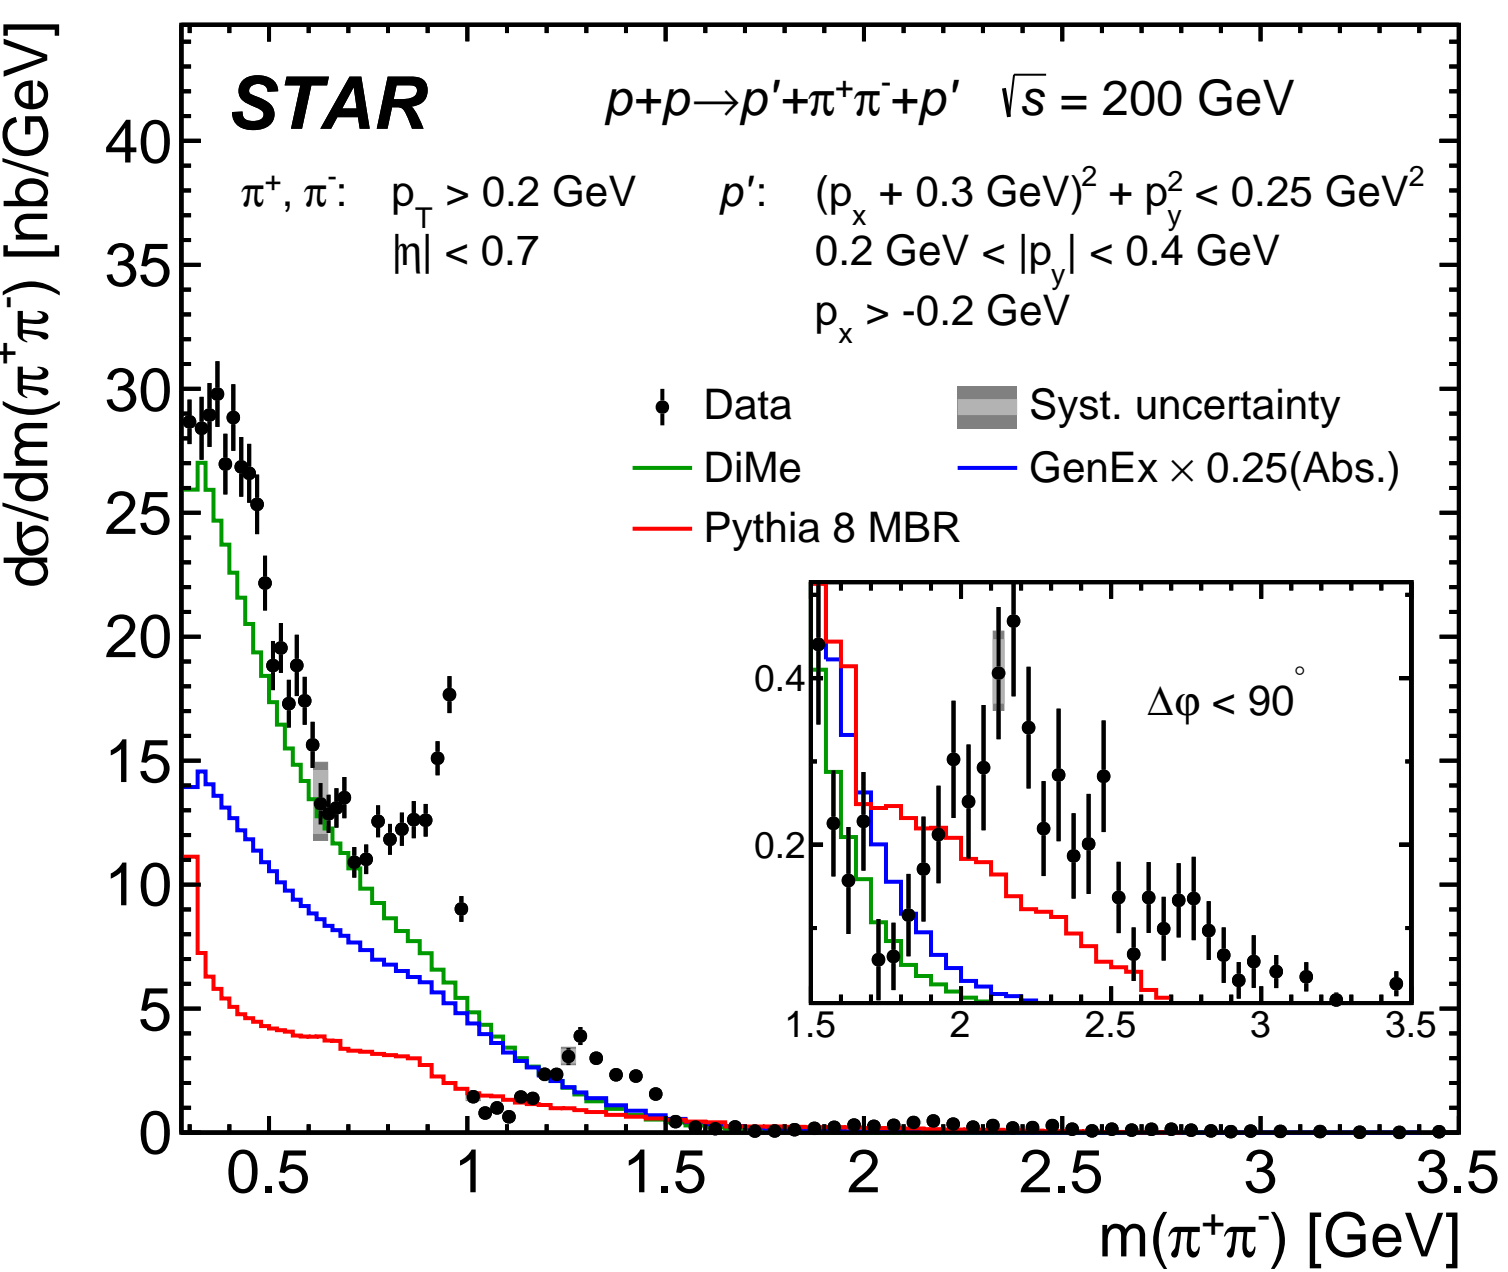 dσ/dm(π⁺π⁻) [nb/GeV]
STAR
p+p→p′+π⁺π⁻+p′ √s = 200 GeV
π⁺, π⁻: p_T > 0.2 GeV p′: (p_x + 0.3 GeV)² + p_y² < 0.25 GeV²
|η| < 0.7 0.2 GeV < |p_y| < 0.4 GeV
p_x > -0.2 GeV
Data Syst. uncertainty
DiMe GenEx × 0.25(Abs.)
Pythia 8 MBR
40
35
30
25
20
15
10
5
0
0.5 1 1.5 2 2.5 3 3.5
m(π⁺π⁻) [GeV]
Δφ < 90°
0.4
0.2
1.5 2 2.5 3 3.5